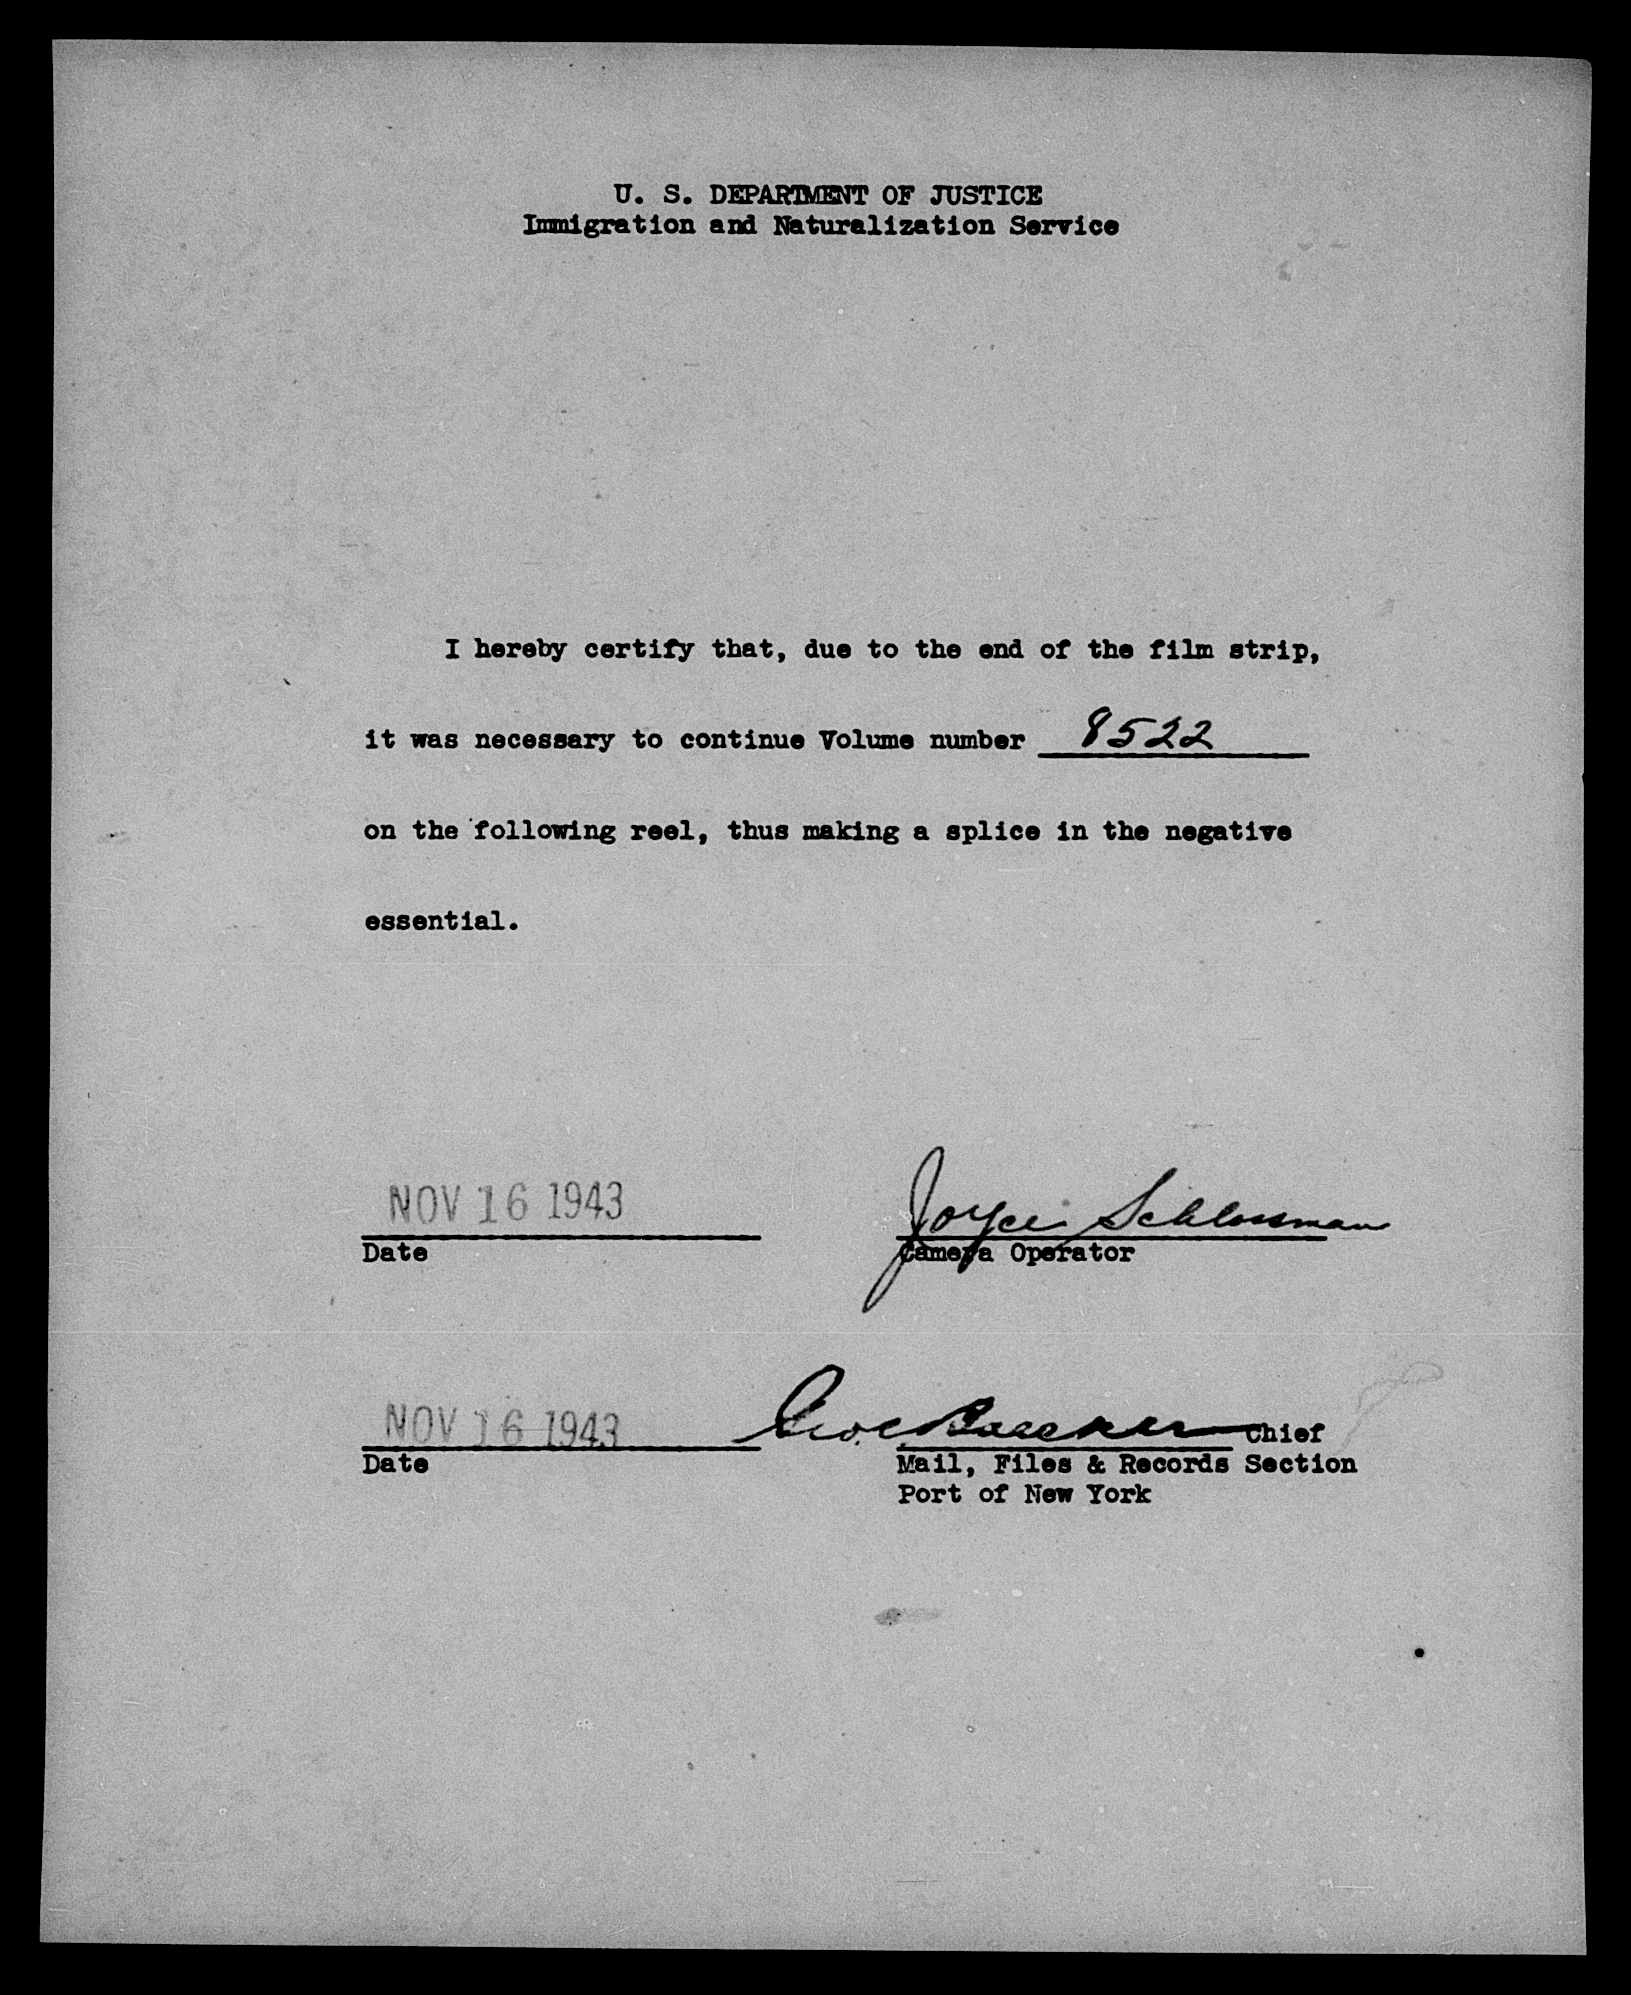 U. S. DEPARTMENT OF JUSTICE
Immigration and Naturalization Service
I hereby certify that, due to the end of the film strip,
it was necessary to continue Volume number 8522
on the following reel, thus making a splice in the negative
essential.
NOV 16 1943 Joyce Schlossman
Date Camera Operator
NOV 16 1943 Chief
Date Mail, Files & Records Section
Port of New York